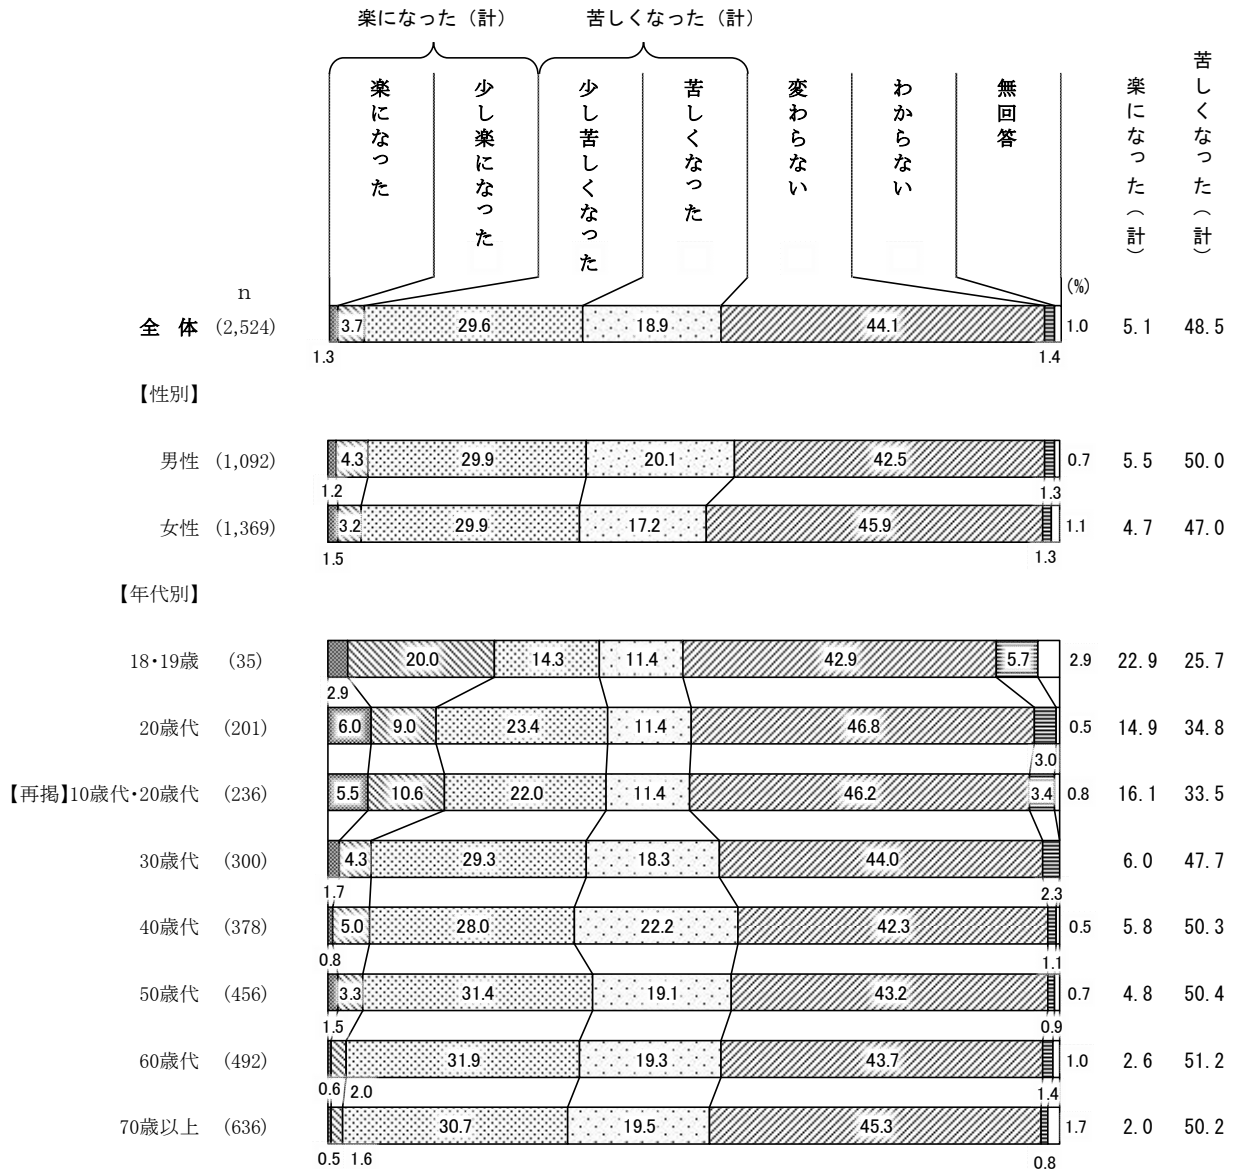 楽になった（計）　苦しくなった（計）
楽になった
少し楽になった
少し苦しくなった
苦しくなった
変わらない
わからない
無回答
楽になった（計）
苦しくなった（計）
n
(%)
全 体 (2,524) 3.7 29.6 18.9 44.1 1.0 5.1 48.5
1.3 1.4
【性別】
男性 (1,092) 4.3 29.9 20.1 42.5 0.7 5.5 50.0
1.2 1.3
女性 (1,369) 3.2 29.9 17.2 45.9 1.1 4.7 47.0
1.5 1.3
【年代別】
18・19歳 (35) 20.0 14.3 11.4 42.9 5.7 2.9 22.9 25.7
2.9
20歳代 (201) 6.0 9.0 23.4 11.4 46.8 0.5 14.9 34.8
3.0
【再掲】10歳代・20歳代 (236) 5.5 10.6 22.0 11.4 46.2 3.4 0.8 16.1 33.5
30歳代 (300) 4.3 29.3 18.3 44.0 6.0 47.7
1.7 2.3
40歳代 (378) 5.0 28.0 22.2 42.3 0.5 5.8 50.3
0.8 1.1
50歳代 (456) 3.3 31.4 19.1 43.2 0.7 4.8 50.4
1.5 0.9
60歳代 (492) 31.9 19.3 43.7 1.0 2.6 51.2
0.6 2.0 1.4
70歳以上 (636) 30.7 19.5 45.3 1.7 2.0 50.2
0.5 1.6 0.8